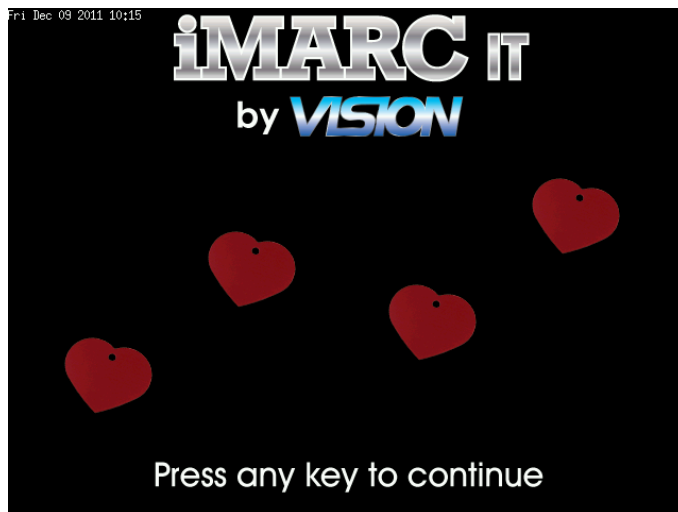 Fri Dec 09 2011 10:15
iMARC IT
by VISION
Press any key to continue